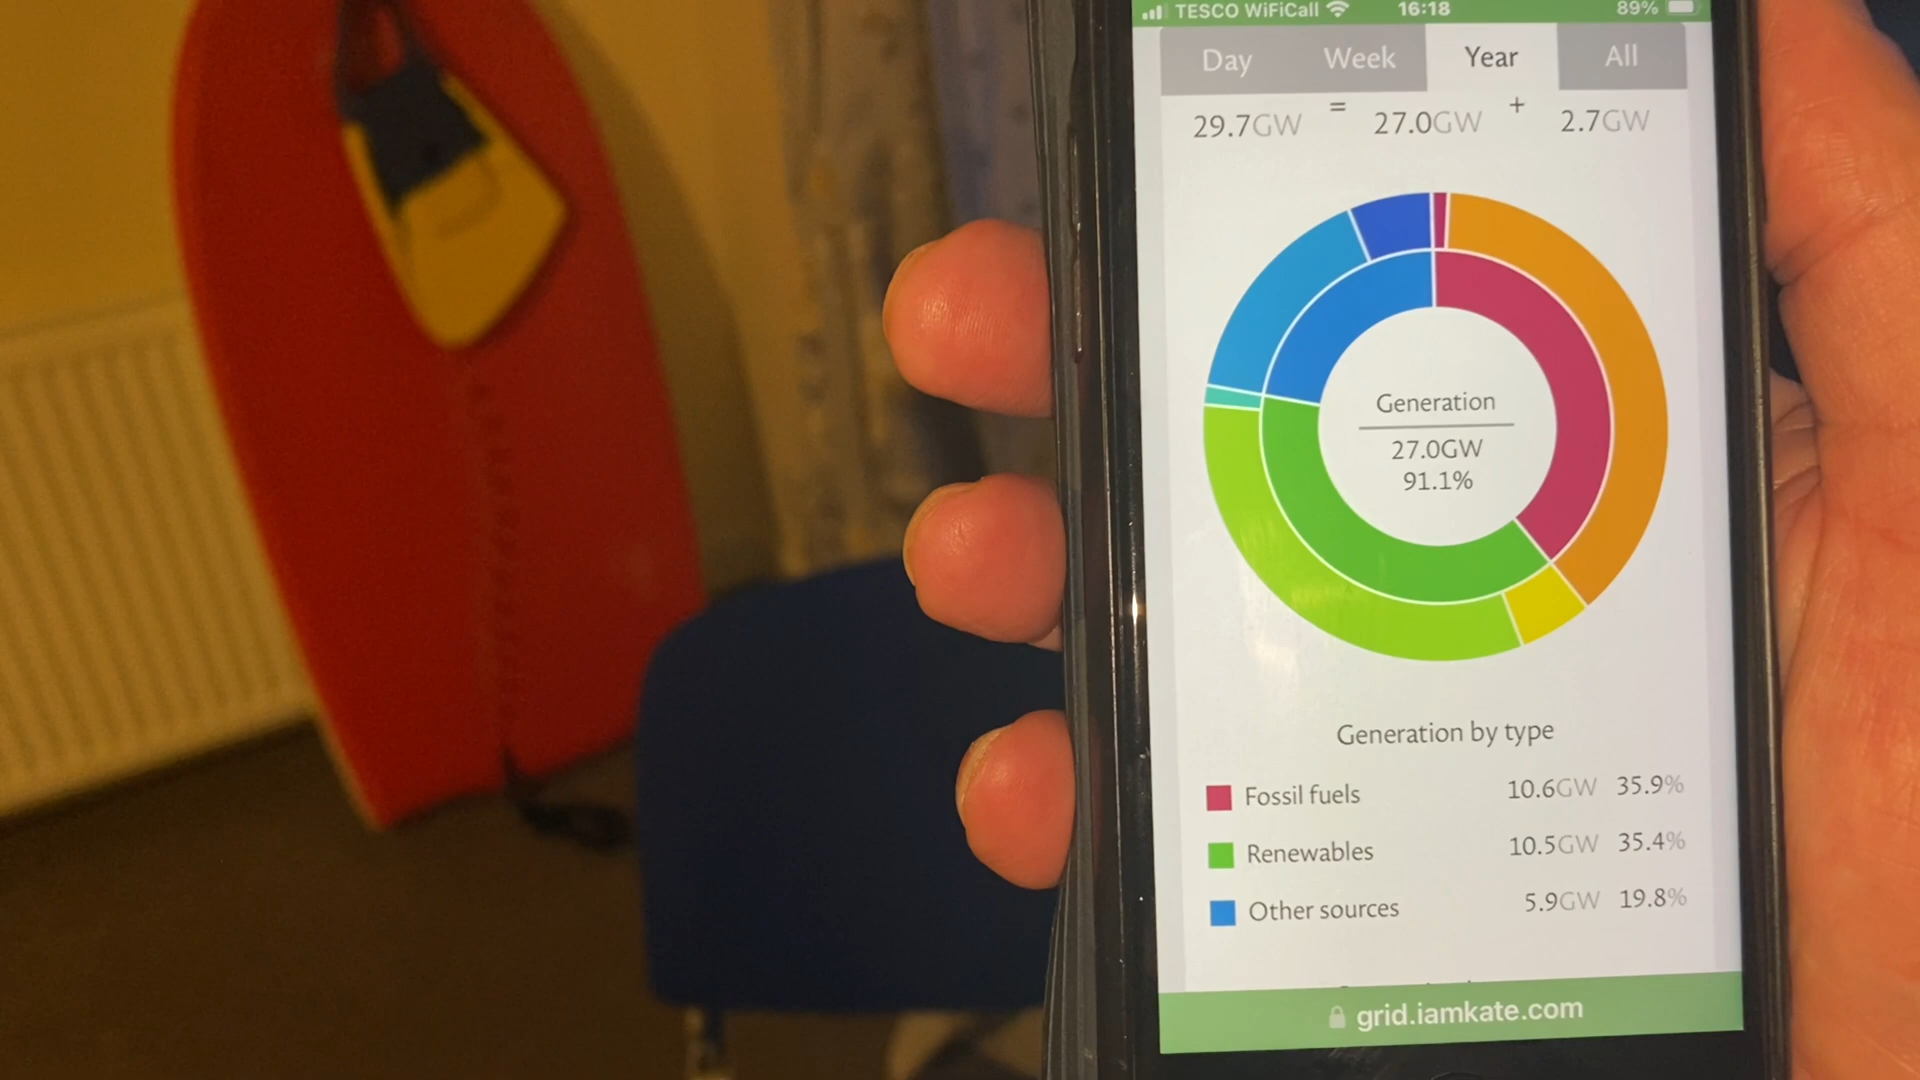 TESCO WiFiCall 16:18 89%
Day Week Year All
29.7GW = 27.0GW + 2.7GW
Generation
27.0GW
91.1%
Generation by type
Fossil fuels 10.6GW 35.9%
Renewables 10.5GW 35.4%
Other sources 5.9GW 19.8%
grid.iamkate.com